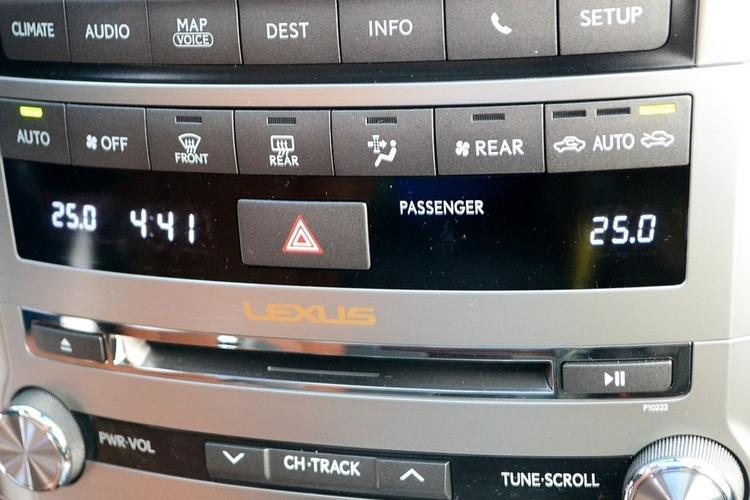 CLIMATE AUDIO MAP DEST INFO SETUP
VOICE
AUTO OFF FRONT REAR REAR AUTO
25.0 4:41 PASSENGER 25.0
LEXUS
P10222
PWR·VOL CH·TRACK TUNE·SCROLL